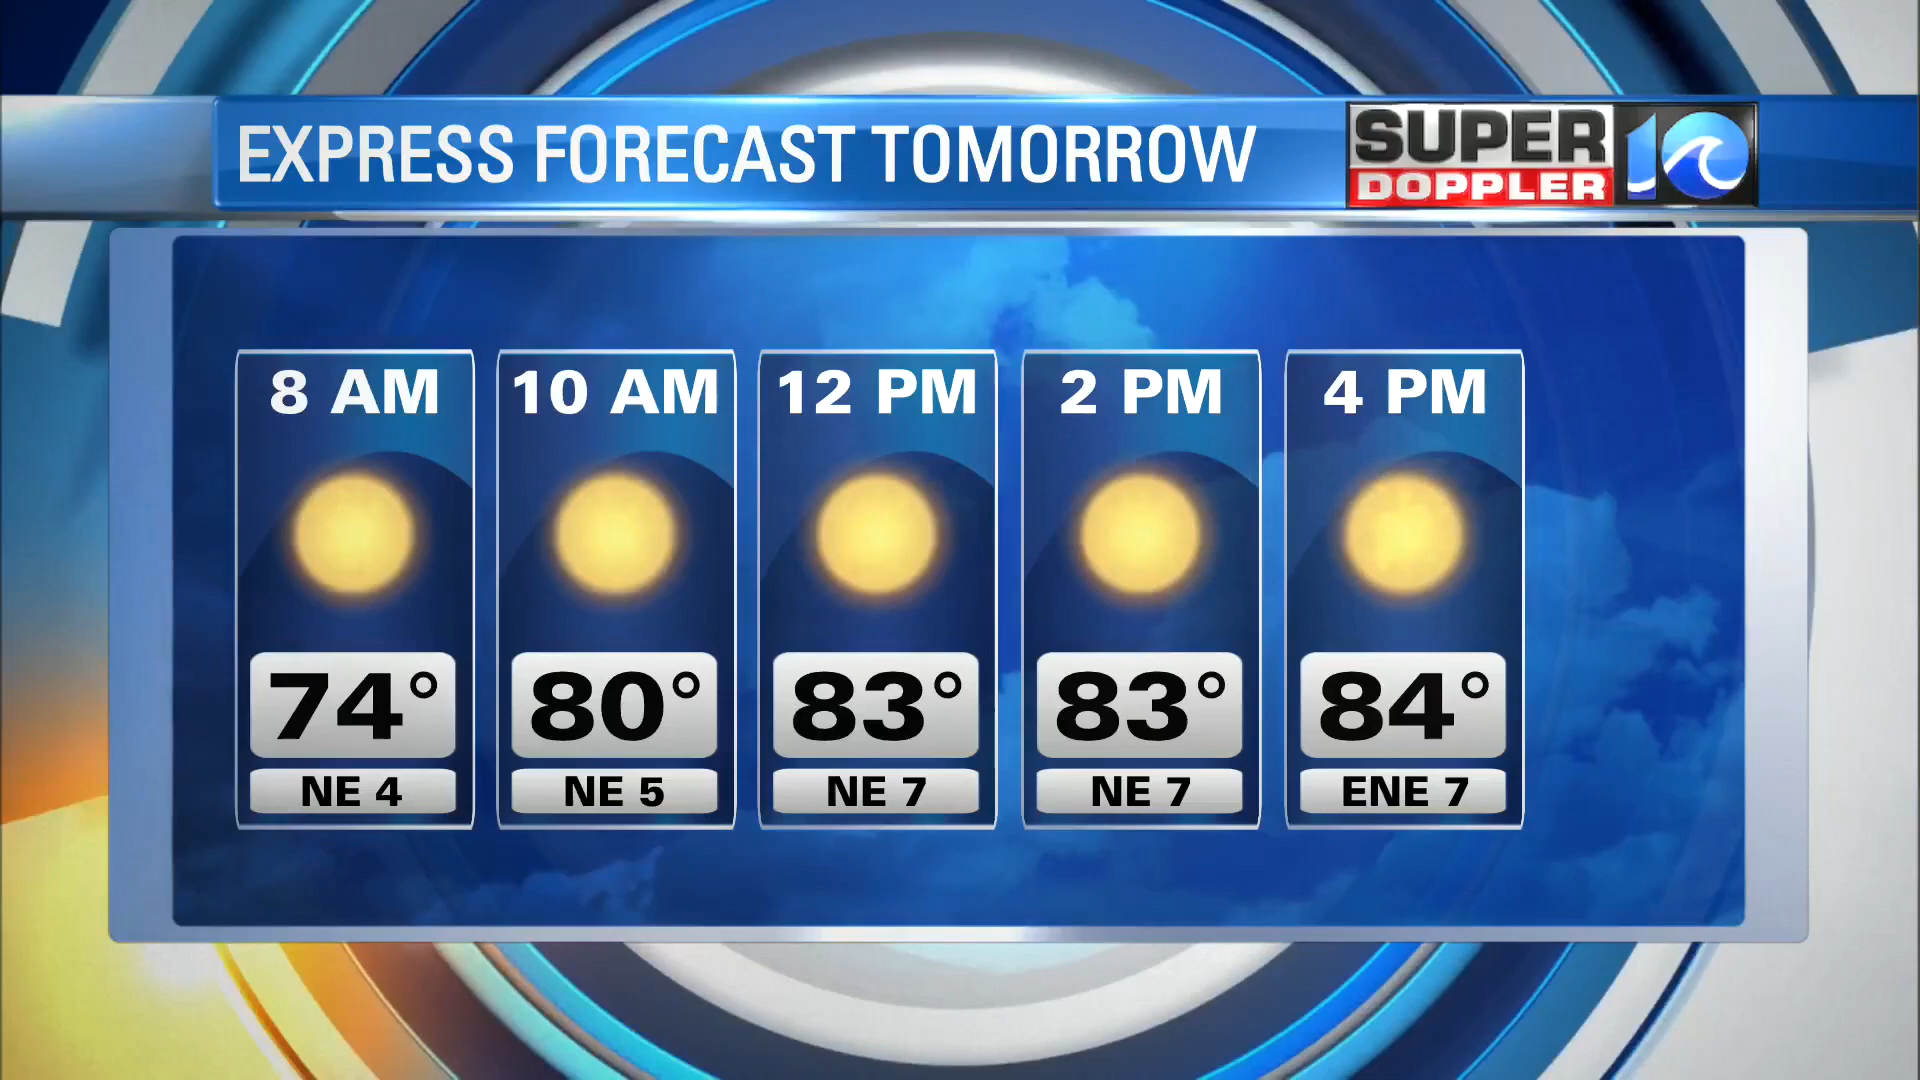 EXPRESS FORECAST TOMORROW
SUPER
DOPPLER
10
8 AM
10 AM
12 PM
2 PM
4 PM
74°
80°
83°
83°
84°
NE 4
NE 5
NE 7
NE 7
ENE 7